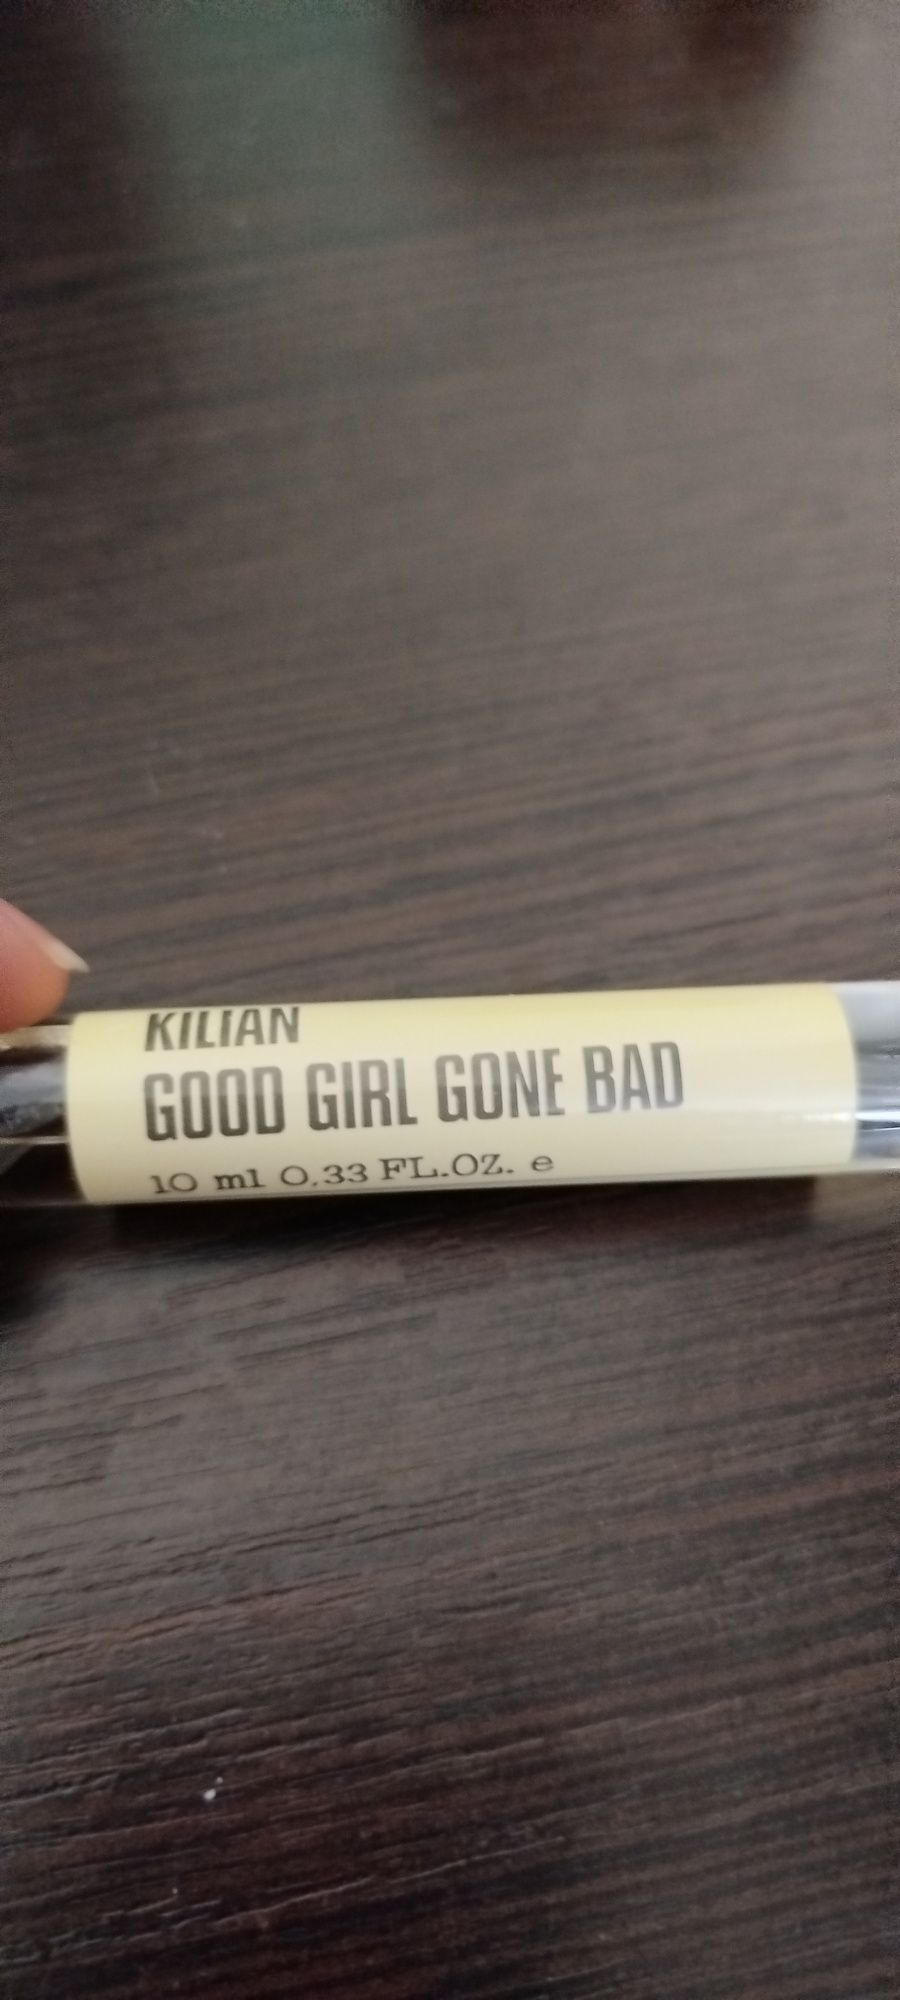 KILIAN
GOOD GIRL GONE BAD
10 ml 0.33 FL.OZ. e